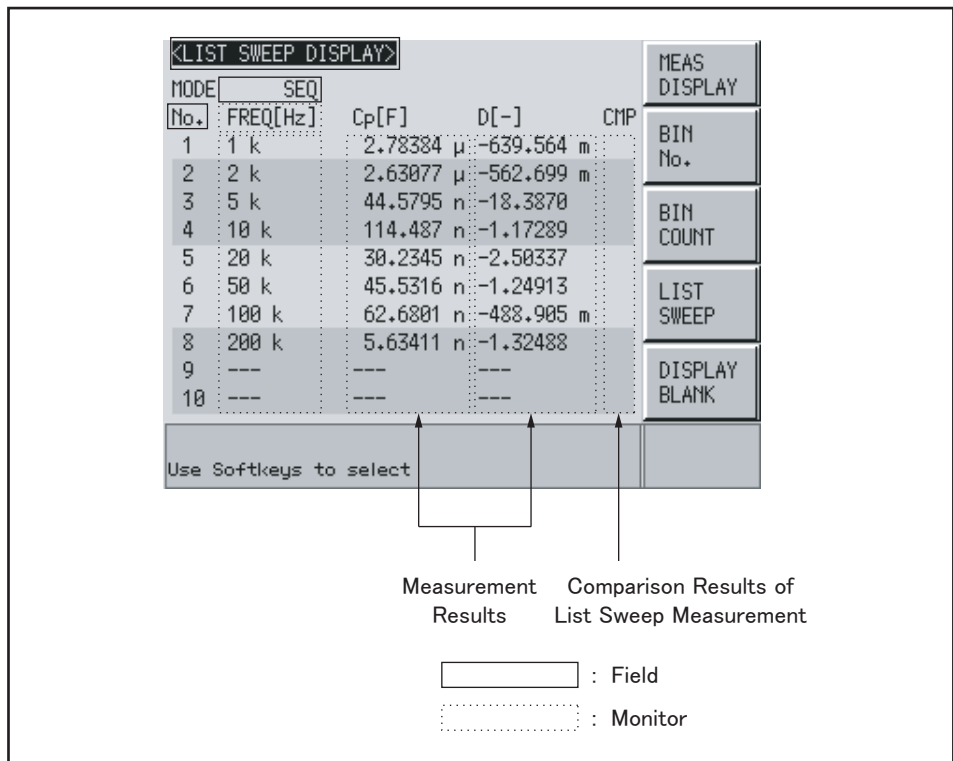 <LIST SWEEP DISPLAY>
MODE SEQ
No. FREQ[Hz] Cp[F] D[-] CMP
1 1 k 2.78384 µ -639.564 m
2 2 k 2.63077 µ -562.699 m
3 5 k 44.5795 n -18.3870
4 10 k 114.487 n -1.17289
5 20 k 30.2345 n -2.50337
6 50 k 45.5316 n -1.24913
7 100 k 62.6801 n -488.905 m
8 200 k 5.63411 n -1.32488
9 --- --- ---
10 --- --- ---
MEAS
DISPLAY
BIN
No.
BIN
COUNT
LIST
SWEEP
DISPLAY
BLANK
Use Softkeys to select
Measurement
Results
Comparison Results of
List Sweep Measurement
: Field
: Monitor